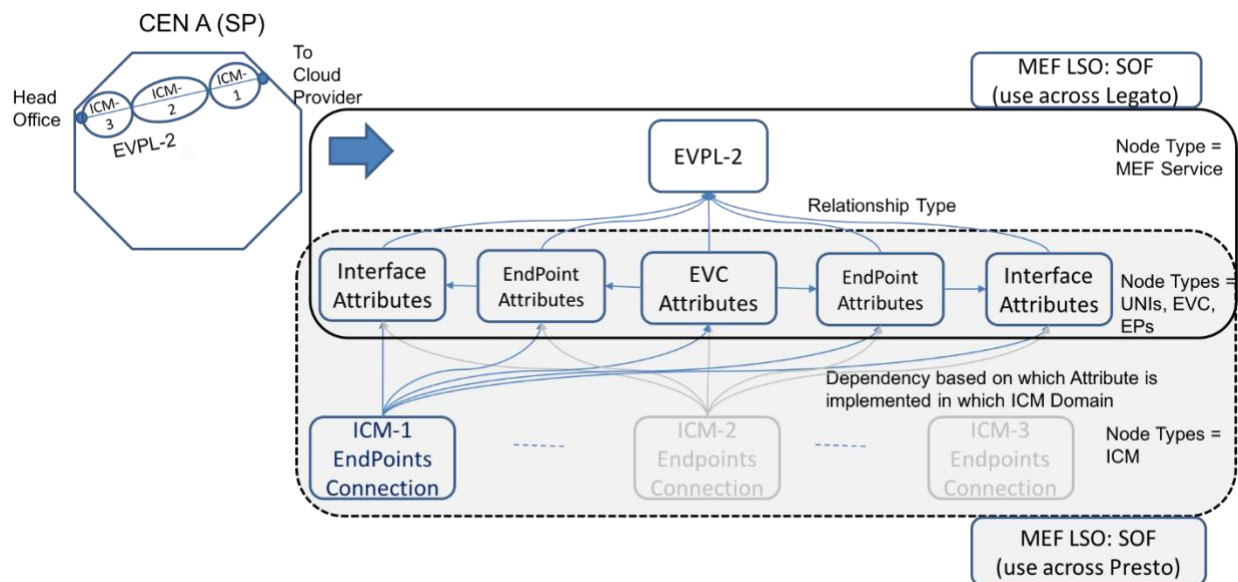 CEN A (SP)
To
Cloud
Provider
Head
Office
ICM-
3
ICM-
2
ICM-
1
EVPL-2
MEF LSO: SOF
(use across Legato)
Node Type =
MEF Service
EVPL-2
Relationship Type
Interface
Attributes
EndPoint
Attributes
EVC
Attributes
EndPoint
Attributes
Interface
Attributes
Node Types =
UNIs, EVC,
EPs
Dependency based on which Attribute is
implemented in which ICM Domain
ICM-1
EndPoints
Connection
ICM-2
Endpoints
Connection
ICM-3
Endpoints
Connection
Node Types =
ICM
MEF LSO: SOF
(use across Presto)